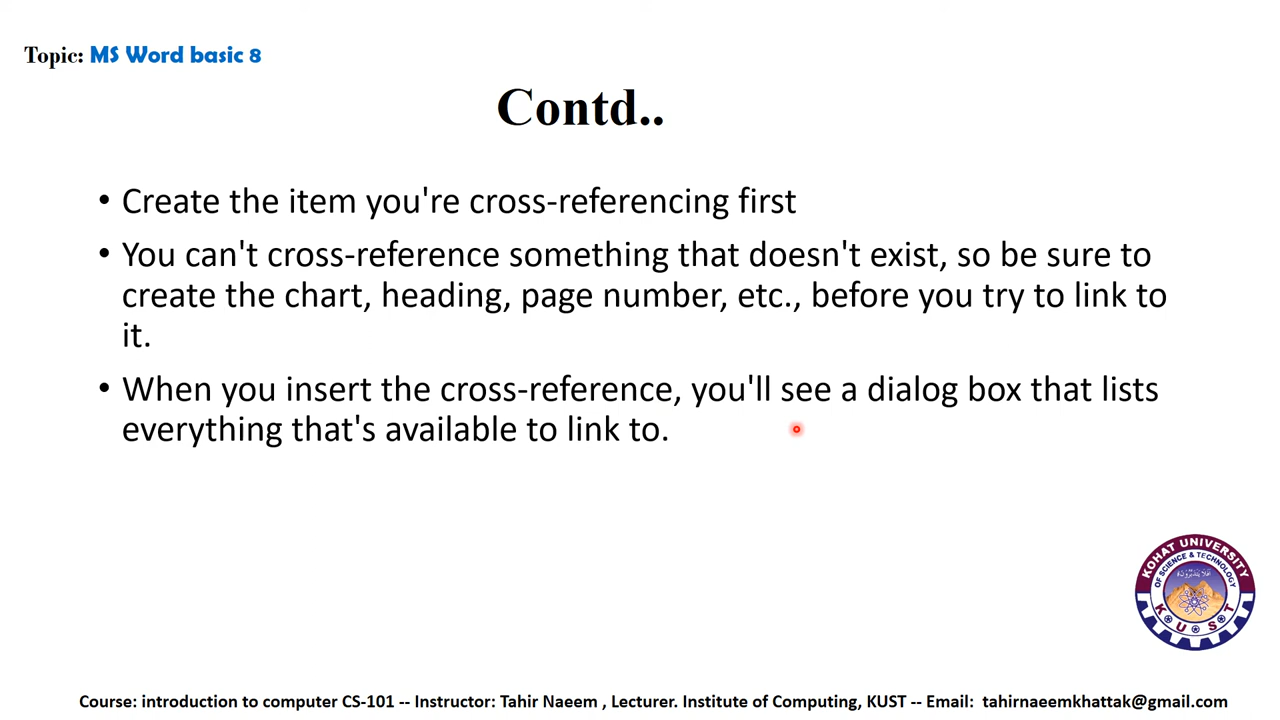 Topic: MS Word basic 8
Contd..
• Create the item you're cross-referencing first
• You can't cross-reference something that doesn't exist, so be sure to
create the chart, heading, page number, etc., before you try to link to
it.
• When you insert the cross-reference, you'll see a dialog box that lists
everything that's available to link to.
KOHAT UNIVERSITY
OF SCIENCE & TECHNOLOGY
K U S T
Course: introduction to computer CS-101 -- Instructor: Tahir Naeem , Lecturer. Institute of Computing, KUST -- Email: tahirnaeemkhattak@gmail.com